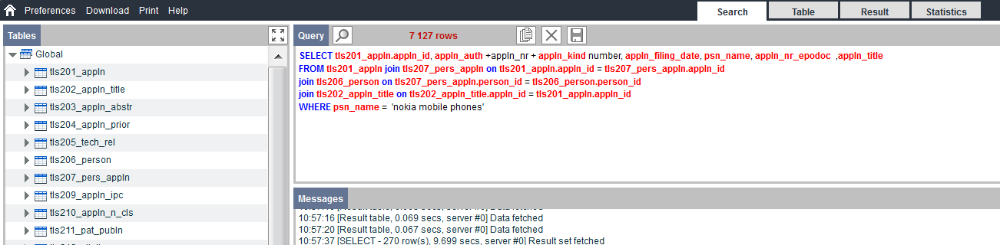 Preferences Download Print Help
Search Table Result Statistics
Tables
Query 7 127 rows
Global
tls201_appln
tls202_appln_title
tls203_appln_abstr
tls204_appln_prior
tls205_tech_rel
tls206_person
tls207_pers_appln
tls209_appln_ipc
tls210_appln_n_cls
tls211_pat_publn
SELECT tls201_appln.appln_id, appln_auth +appln_nr + appln_kind number, appln_filing_date, psn_name, appln_nr_epodoc ,appln_title
FROM tls201_appln join tls207_pers_appln on tls201_appln.appln_id = tls207_pers_appln.appln_id
join tls206_person on tls207_pers_appln.person_id = tls206_person.person_id
join tls202_appln_title on tls202_appln_title.appln_id = tls201_appln.appln_id
WHERE psn_name = 'nokia mobile phones'
Messages
10:57:16 [Result table, 0.069 secs, server #0] Data fetched
10:57:20 [Result table, 0.067 secs, server #0] Data fetched
10:57:37 [SELECT - 270 row(s), 9.699 secs, server #0] Result set fetched